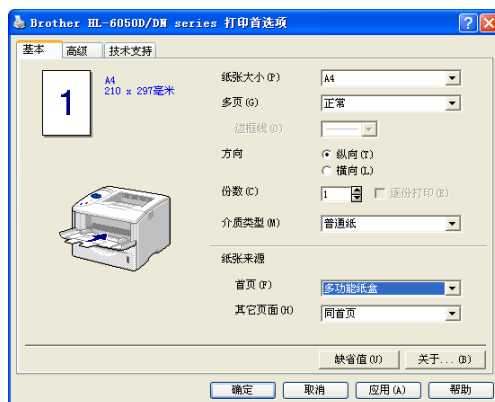 Brother HL-6050D/DN series 打印首选项
基本 高级 技术支持
1
A4
210 x 297毫米
纸张大小(P) A4
多页(G) 正常
边框线(O)
方向 纵向(T)
横向(L)
份数(C) 1 逐份打印(E)
介质类型(M) 普通纸
纸张来源
首页(F) 多功能纸盒
其它页面(H) 同首页
缺省值(U) 关于...(B)
确定 取消 应用(A) 帮助